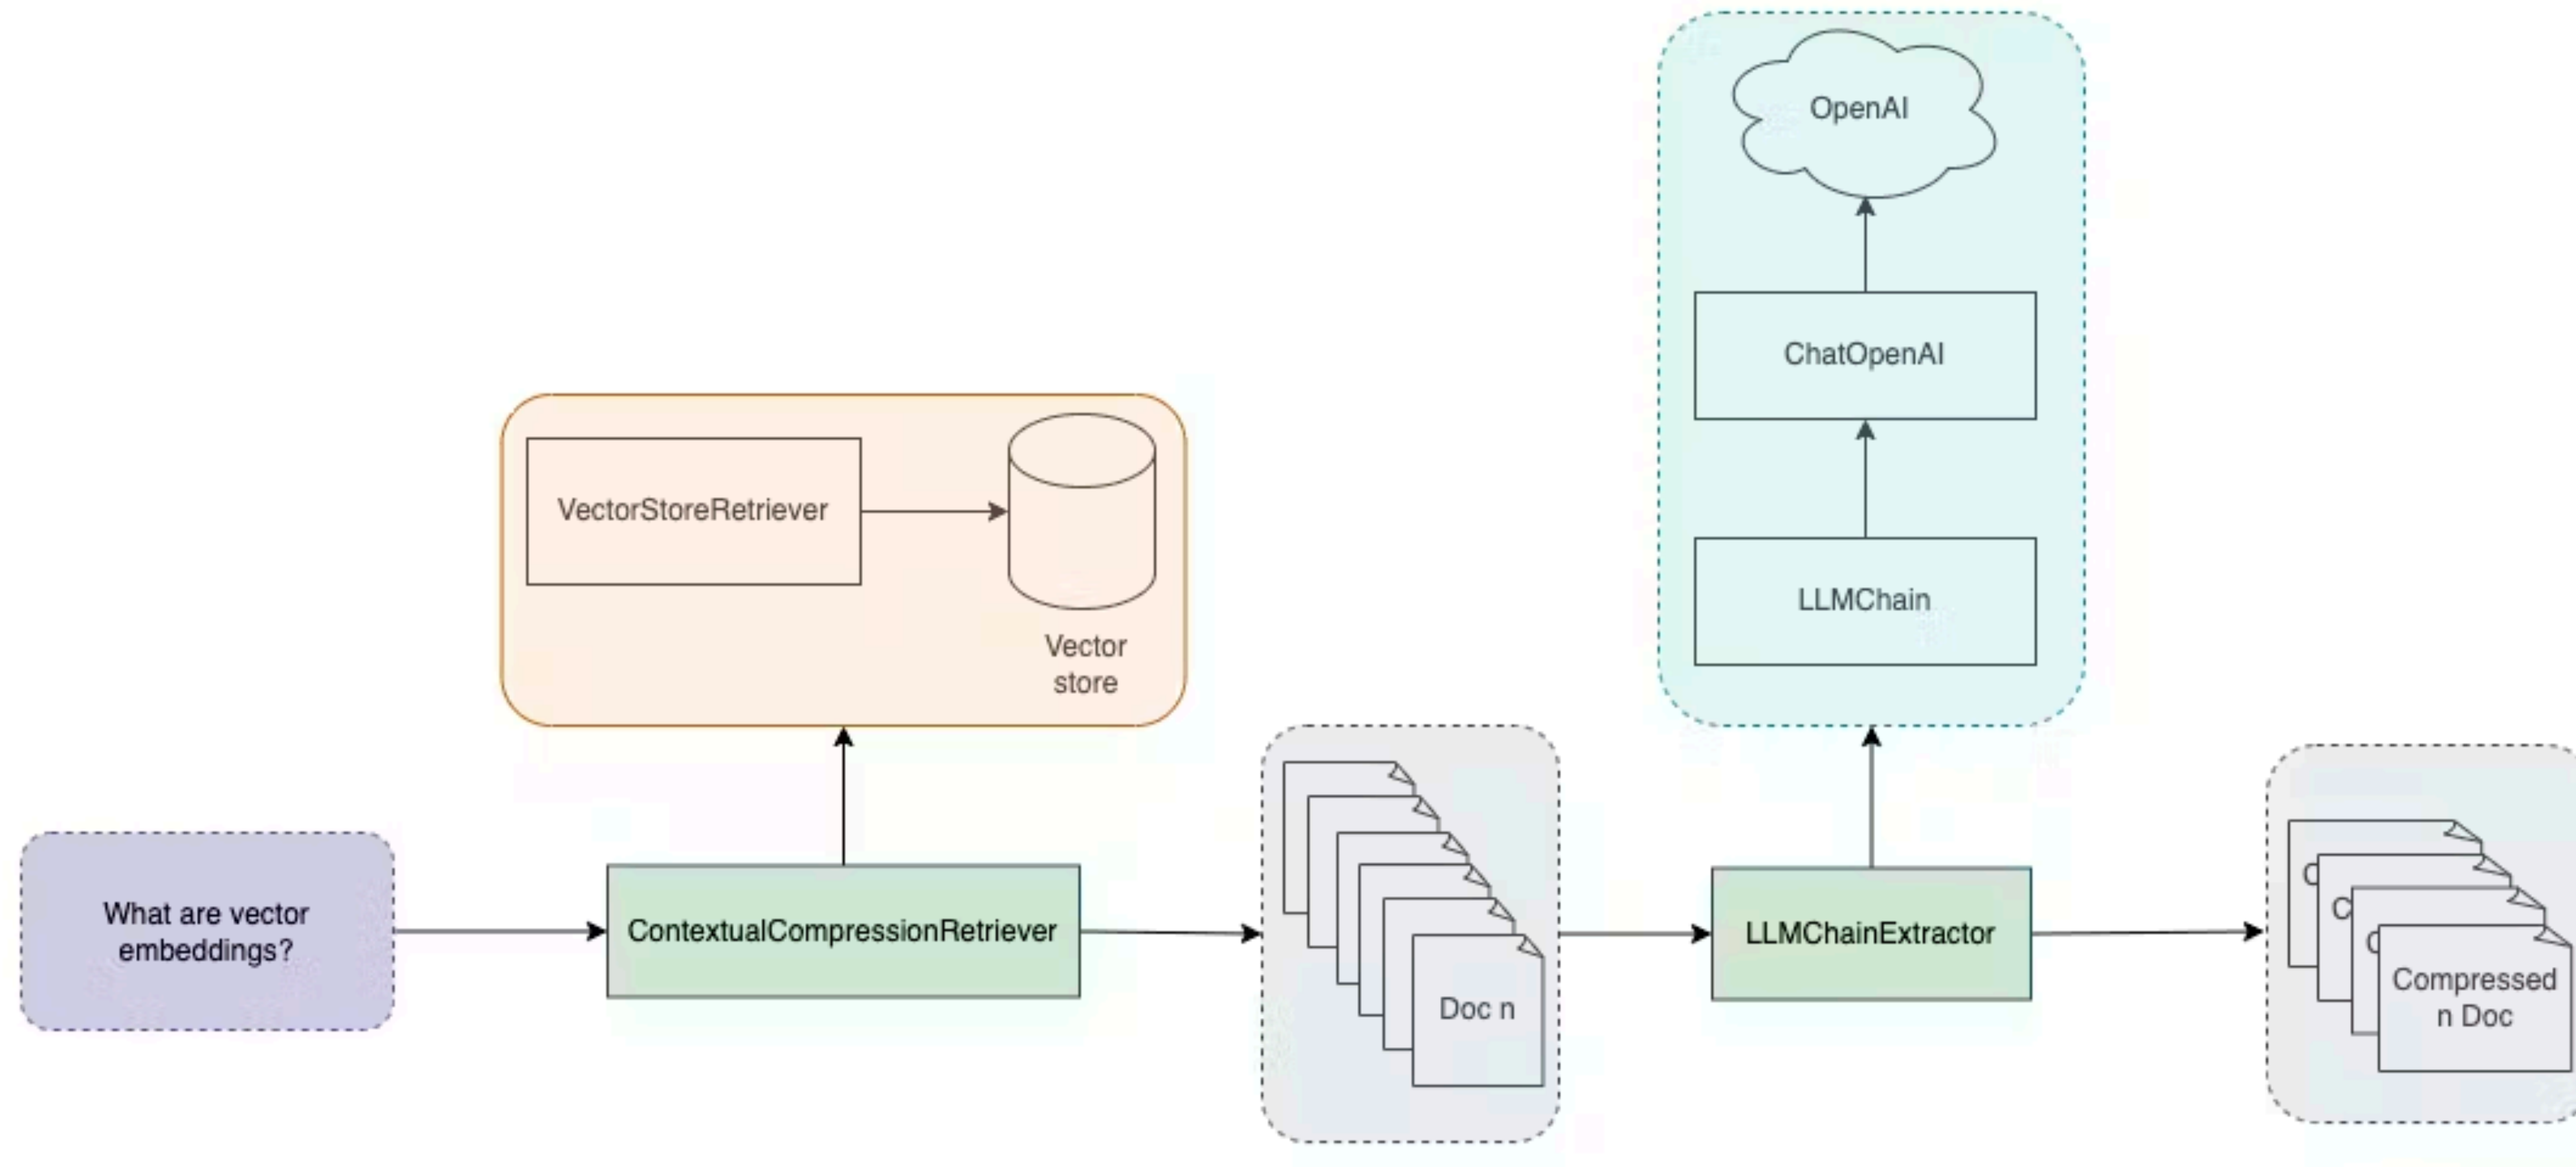 OpenAI
ChatOpenAI
VectorStoreRetriever
LLMChain
Vector
store
What are vector
embeddings?
ContextualCompressionRetriever
LLMChainExtractor
Doc n
C
C
C
Compressed
n Doc